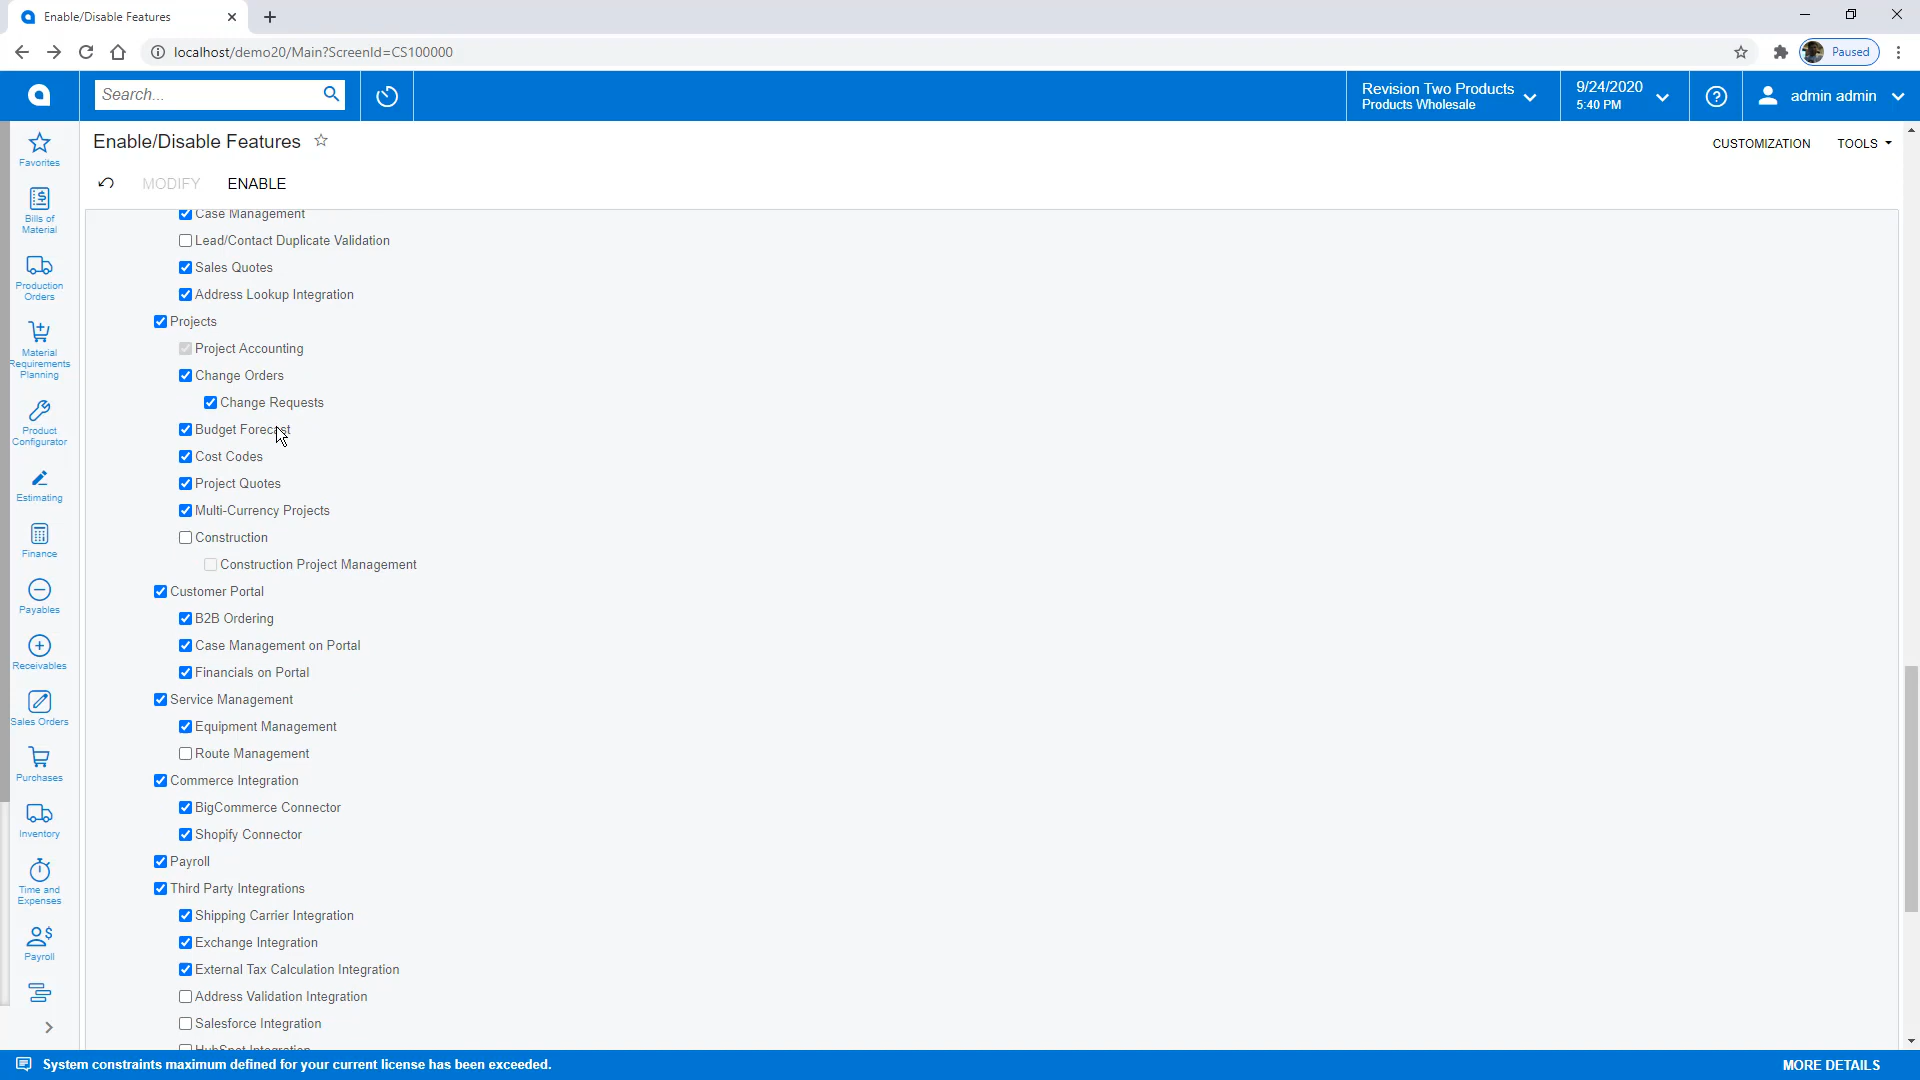 Enable/Disable Features
localhost/demo20/Main?ScreenId=CS100000
Paused
Search...
Revision Two Products
Products Wholesale
9/24/2020
5:40 PM
admin admin
Enable/Disable Features
CUSTOMIZATION
TOOLS
MODIFY
ENABLE
Favorites
Bills of
Material
Production
Orders
Material
Requirements
Planning
Product
Configurator
Estimating
Finance
Payables
Receivables
Sales Orders
Purchases
Inventory
Time and
Expenses
Payroll
Case Management
Lead/Contact Duplicate Validation
Sales Quotes
Address Lookup Integration
Projects
Project Accounting
Change Orders
Change Requests
Budget Forecast
Cost Codes
Project Quotes
Multi-Currency Projects
Construction
Construction Project Management
Customer Portal
B2B Ordering
Case Management on Portal
Financials on Portal
Service Management
Equipment Management
Route Management
Commerce Integration
BigCommerce Connector
Shopify Connector
Payroll
Third Party Integrations
Shipping Carrier Integration
Exchange Integration
External Tax Calculation Integration
Address Validation Integration
Salesforce Integration
HubSpot Integration
System constraints maximum defined for your current license has been exceeded.
MORE DETAILS